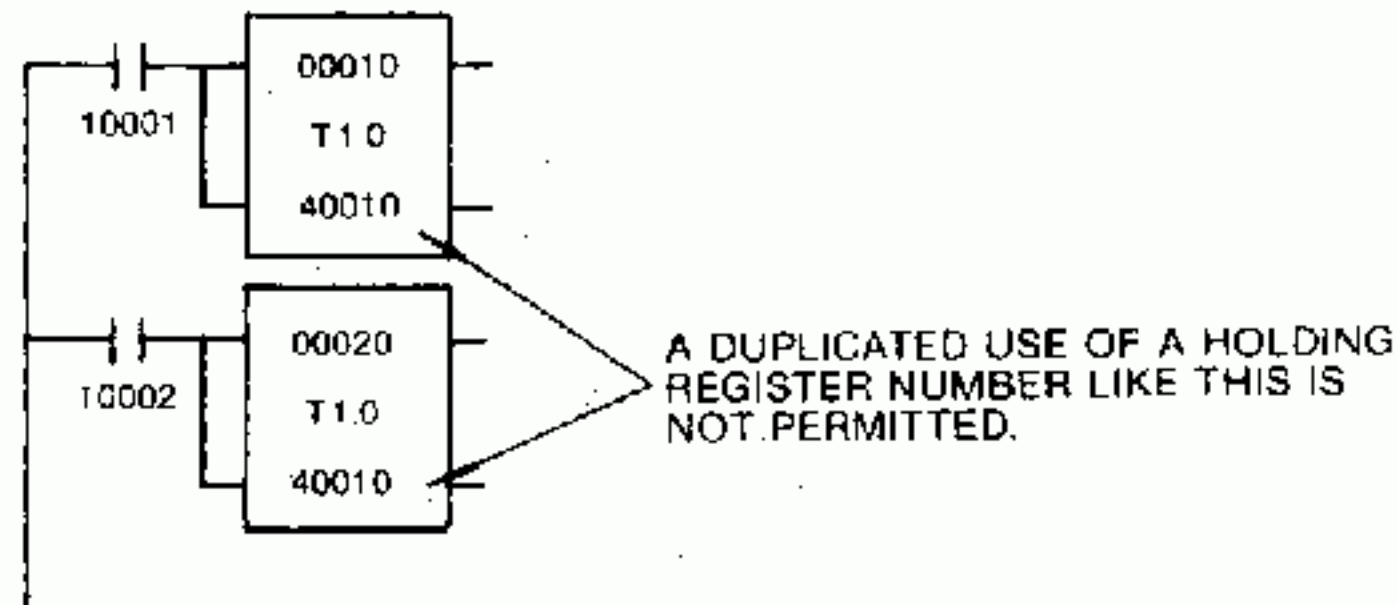 00010
10001
T1.0
40010
00020
10002
T1.0
40010
A DUPLICATED USE OF A HOLDING
REGISTER NUMBER LIKE THIS IS
NOT PERMITTED.